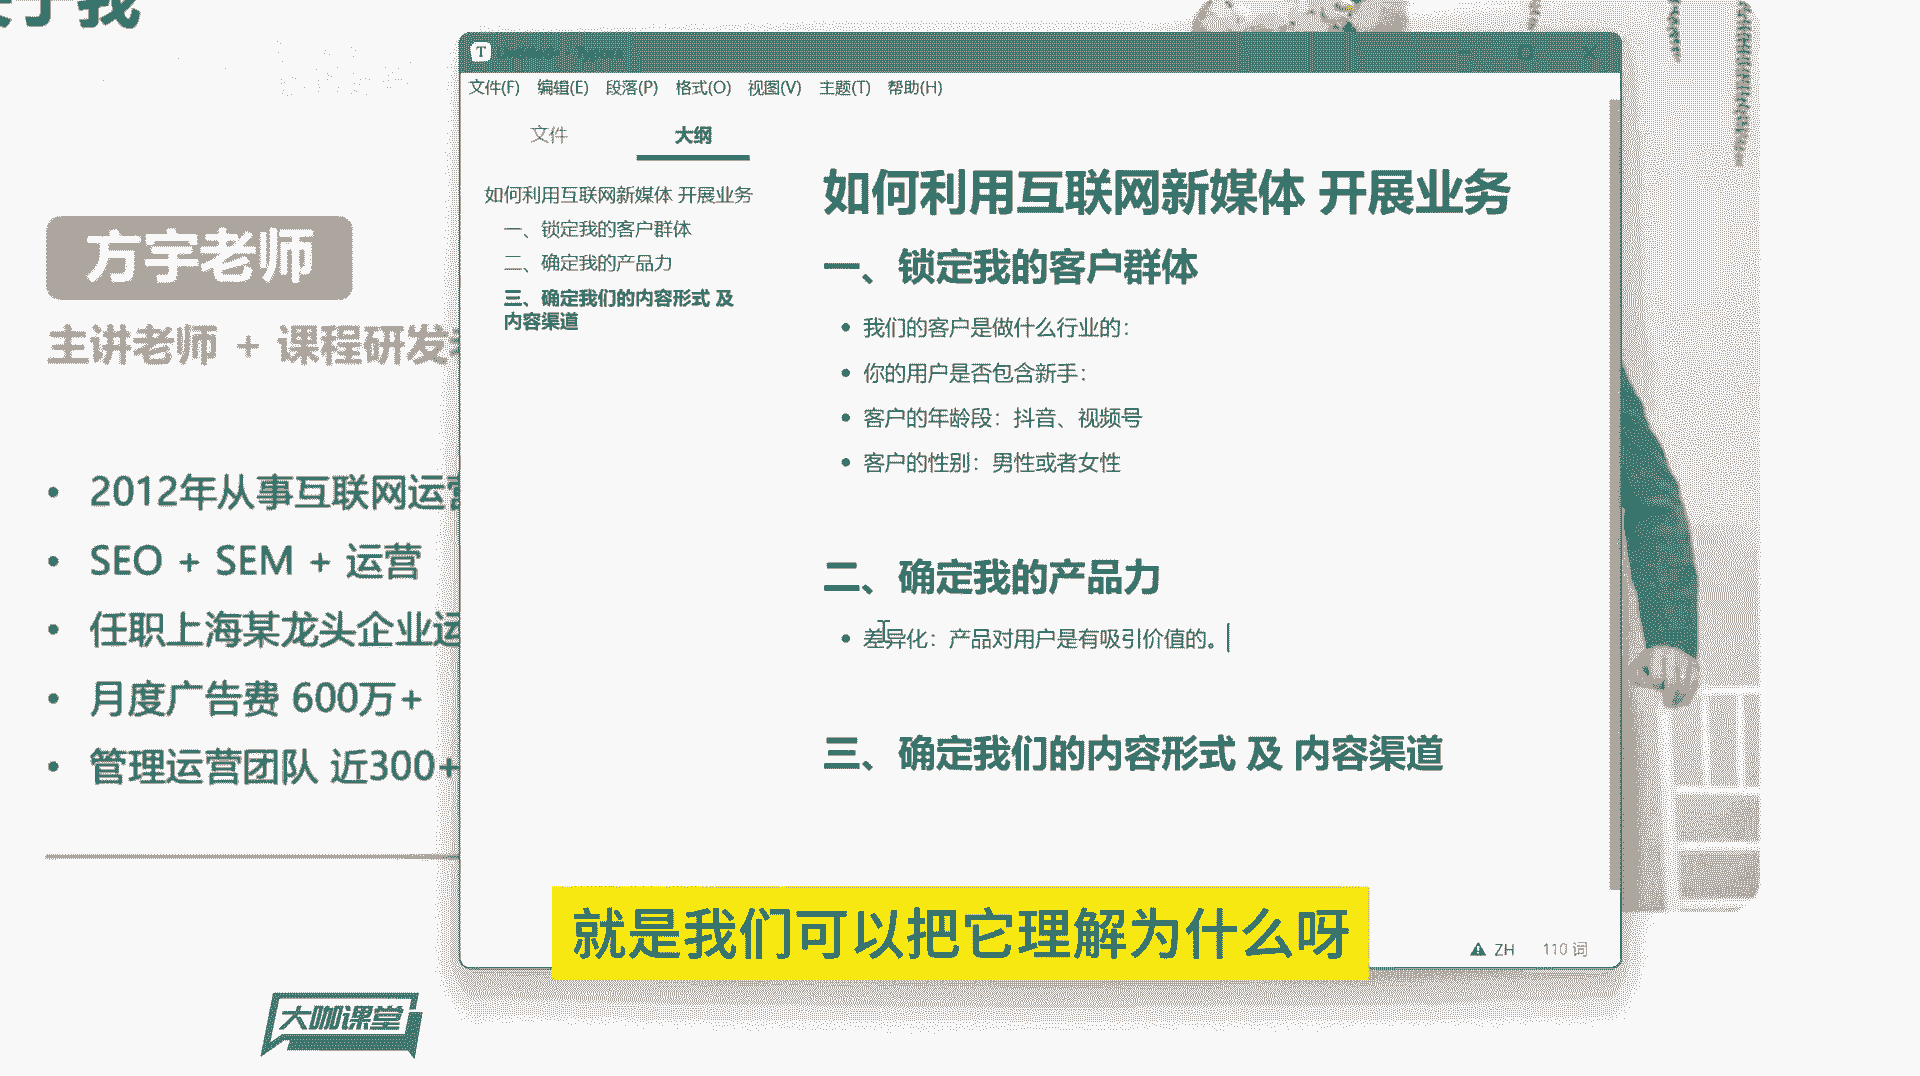 方宇老师
主讲老师 + 课程研发
2012年从事互联网运营
SEO + SEM + 运营
任职上海某龙头企业运
月度广告费 600万+
管理运营团队 近300+
大咖课堂
T
文件(F) 编辑(E) 段落(P) 格式(O) 视图(V) 主题(T) 帮助(H)
文件 大纲
如何利用互联网新媒体 开展业务
一、锁定我的客户群体
二、确定我的产品力
三、确定我们的内容形式 及
内容渠道
如何利用互联网新媒体 开展业务
一、锁定我的客户群体
我们的客户是做什么行业的：
你的用户是否包含新手：
客户的年龄段：抖音、视频号
客户的性别：男性或者女性
二、确定我的产品力
差异化：产品对用户是有吸引价值的。
三、确定我们的内容形式 及 内容渠道
ZH 110 词
就是我们可以把它理解为什么呀